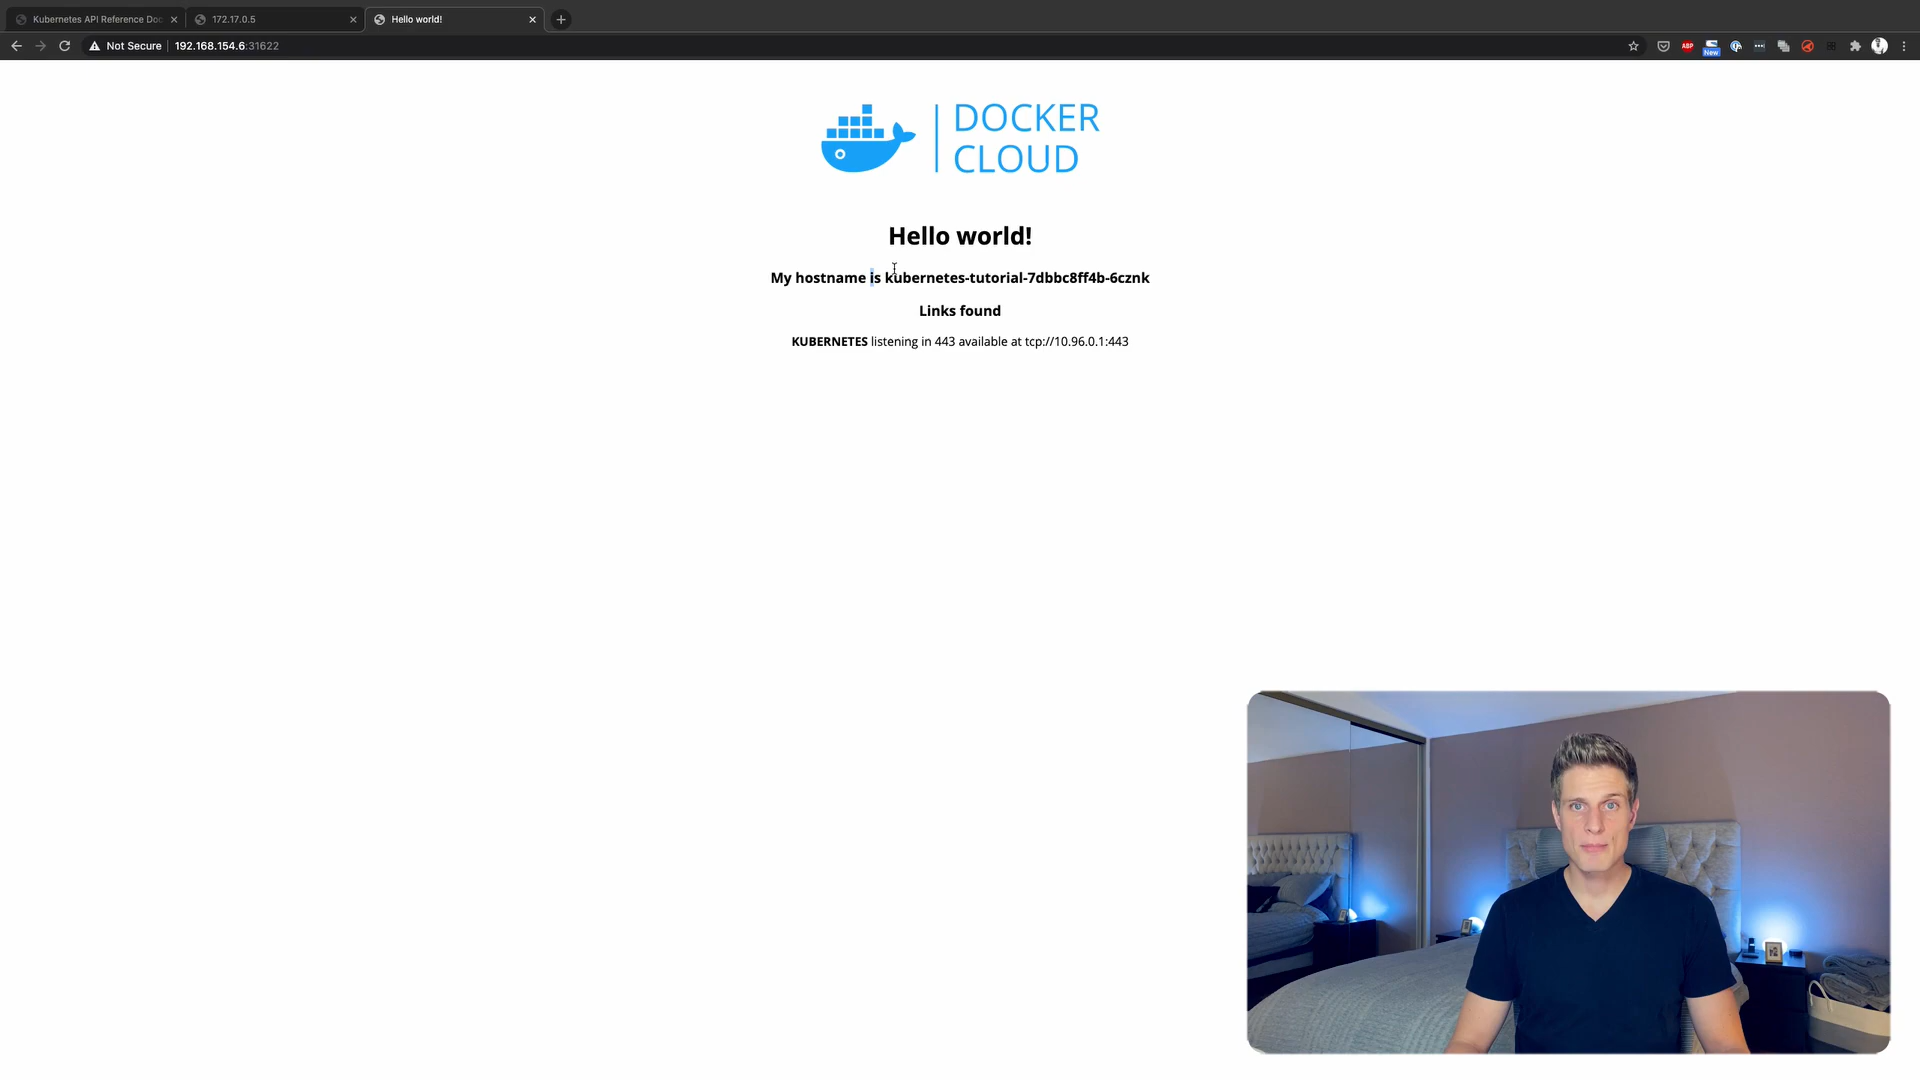 Kubernetes API Reference Doc
172.17.0.5
Hello world!
Not Secure
192.168.154.6:31622
ABP
New
DOCKER
CLOUD
Hello world!
My hostname is kubernetes-tutorial-7dbbc8ff4b-6cznk
Links found
KUBERNETES listening in 443 available at tcp://10.96.0.1:443